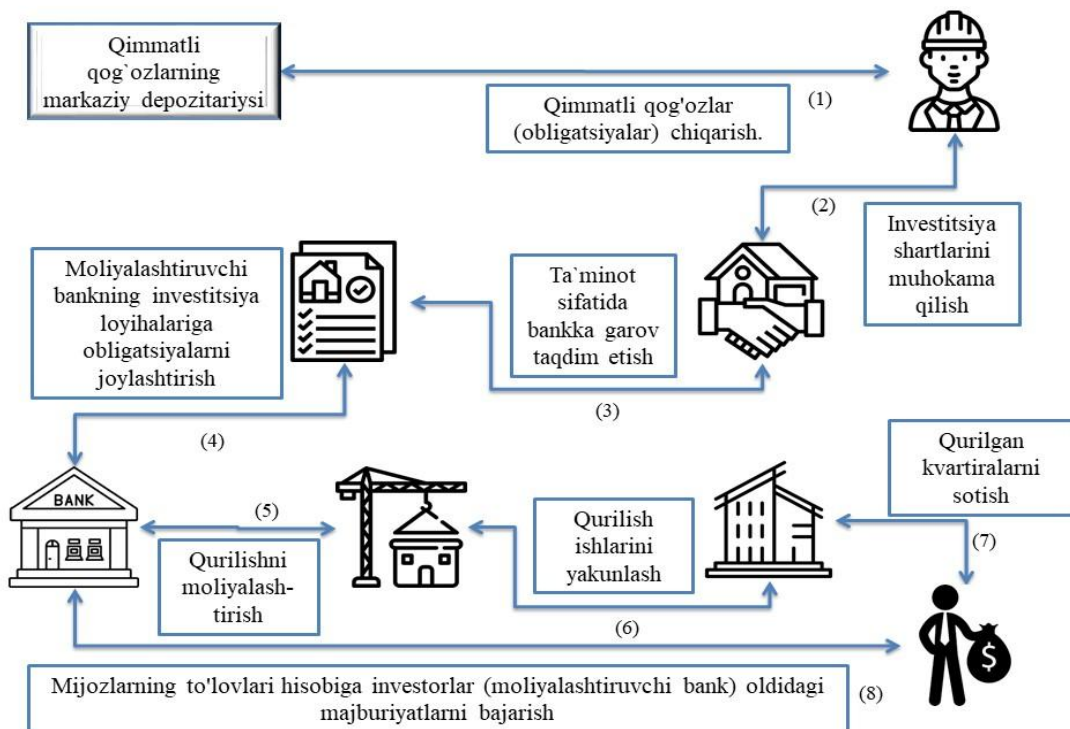 Qimmatli
qog`ozlarning
markaziy depozitariysi
(1)
Qimmatli qog'ozlar
(obligatsiyalar) chiqarish.
(2)
Investitsiya
shartlarini
muhokama
qilish
Ta`minot
sifatida
bankka garov
taqdim etish
(3)
Moliyalashtiruvchi
bankning investitsiya
loyihalariga
obligatsiyalarni
joylashtirish
(4)
BANK
(5)
Qurilishni
moliyalash-
tirish
Qurilish
ishlarini
yakunlash
(6)
Qurilgan
kvartiralarni
sotish
(7)
$
Mijozlarning to'lovlari hisobiga investorlar (moliyalashtiruvchi bank) oldidagi
majburiyatlarni bajarish
(8)